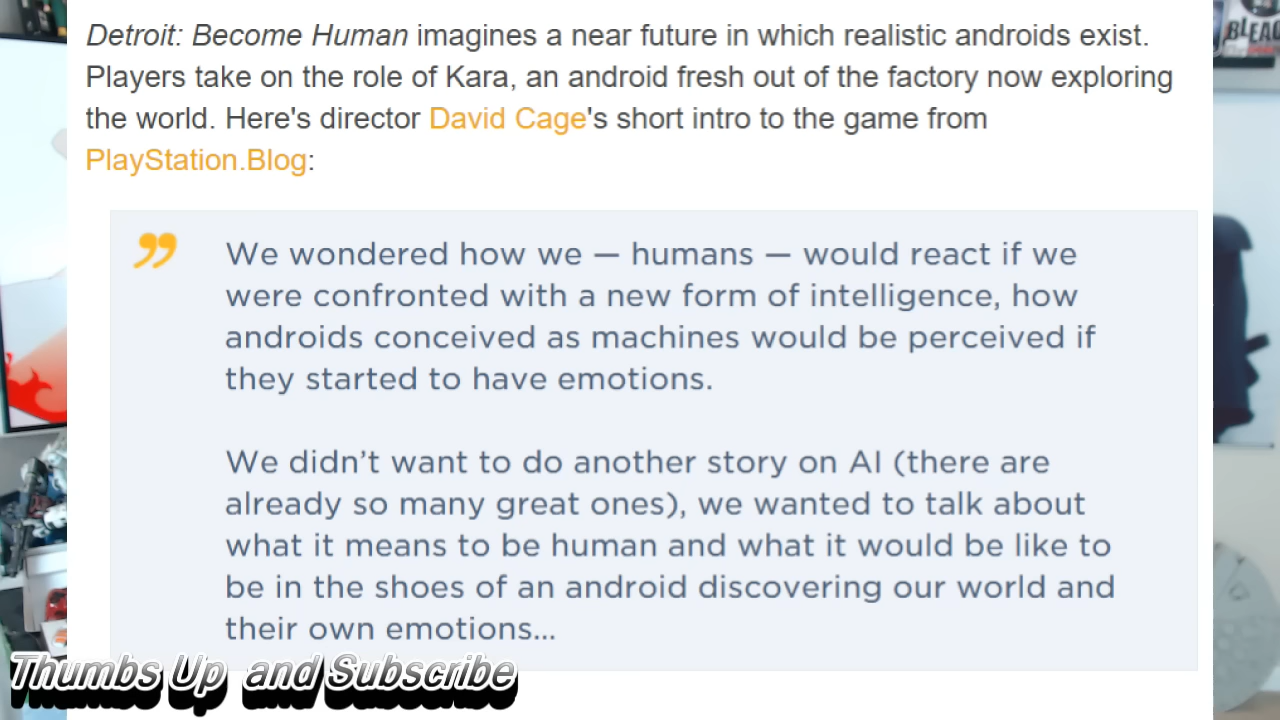 Detroit: Become Human imagines a near future in which realistic androids exist.
Players take on the role of Kara, an android fresh out of the factory now exploring
the world. Here's director David Cage's short intro to the game from
PlayStation.Blog:
We wondered how we — humans — would react if we
were confronted with a new form of intelligence, how
androids conceived as machines would be perceived if
they started to have emotions.
We didn’t want to do another story on AI (there are
already so many great ones), we wanted to talk about
what it means to be human and what it would be like to
be in the shoes of an android discovering our world and
their own emotions...
Thumbs Up and Subscribe